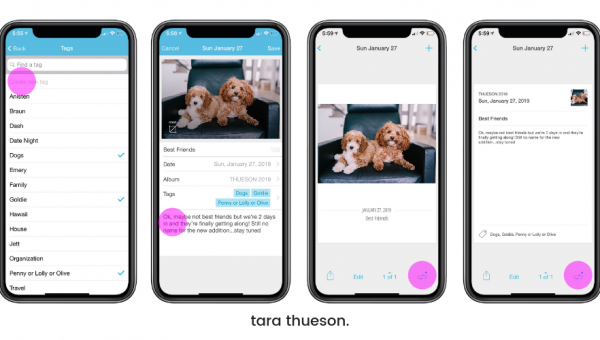 5:55
Back
Tags
Find a tag
Create new tag
Anisten
Braun
Dash
Date Night
Dogs
Emery
Family
Goldie
Hawaii
House
Jett
Organization
Penny or Lolly or Olive
Travel
5:58
Cancel
Sun January 27
Save
Best Friends
Date
Sun, January 27, 2019
Album
THUESON 2019
Tags
Dogs
Goldie
Penny or Lolly or Olive
Ok, maybe not best friends but we're 2 days
in and they're finally getting along! Still no
name for the new addition...stay tuned
5:59
Sun January 27
JANUARY 27, 2019
Best Friends
Edit
1 of 1
5:59
Sun January 27
THUESON 2019
Sun, January 27, 2019
Best Friends
Ok, maybe not best friends but we're 2 days in and they're
finally getting along! Still no name for the new
addition...stay tuned
Dogs, Goldie, Penny or Lolly or Olive
Edit
1 of 1
tara thueson.